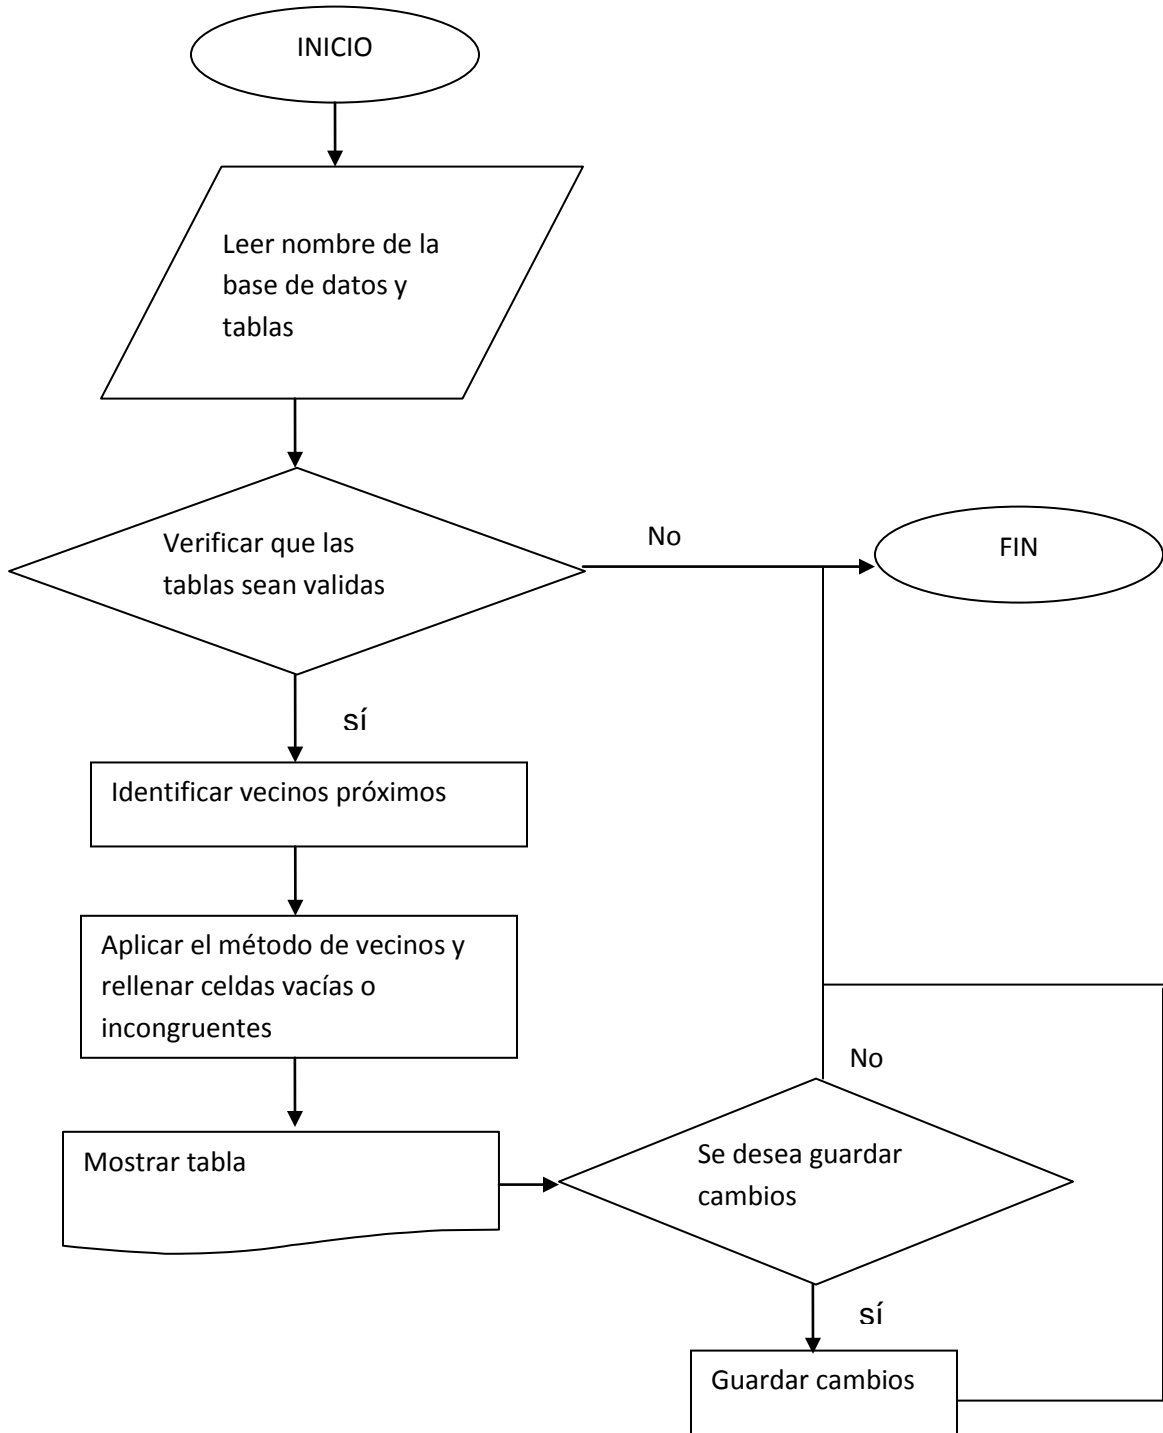 INICIO
Leer nombre de la
base de datos y
tablas
Verificar que las
tablas sean validas
No
FIN
sí
Identificar vecinos próximos
Aplicar el método de vecinos y
rellenar celdas vacías o
incongruentes
No
Mostrar tabla
Se desea guardar
cambios
sí
Guardar cambios